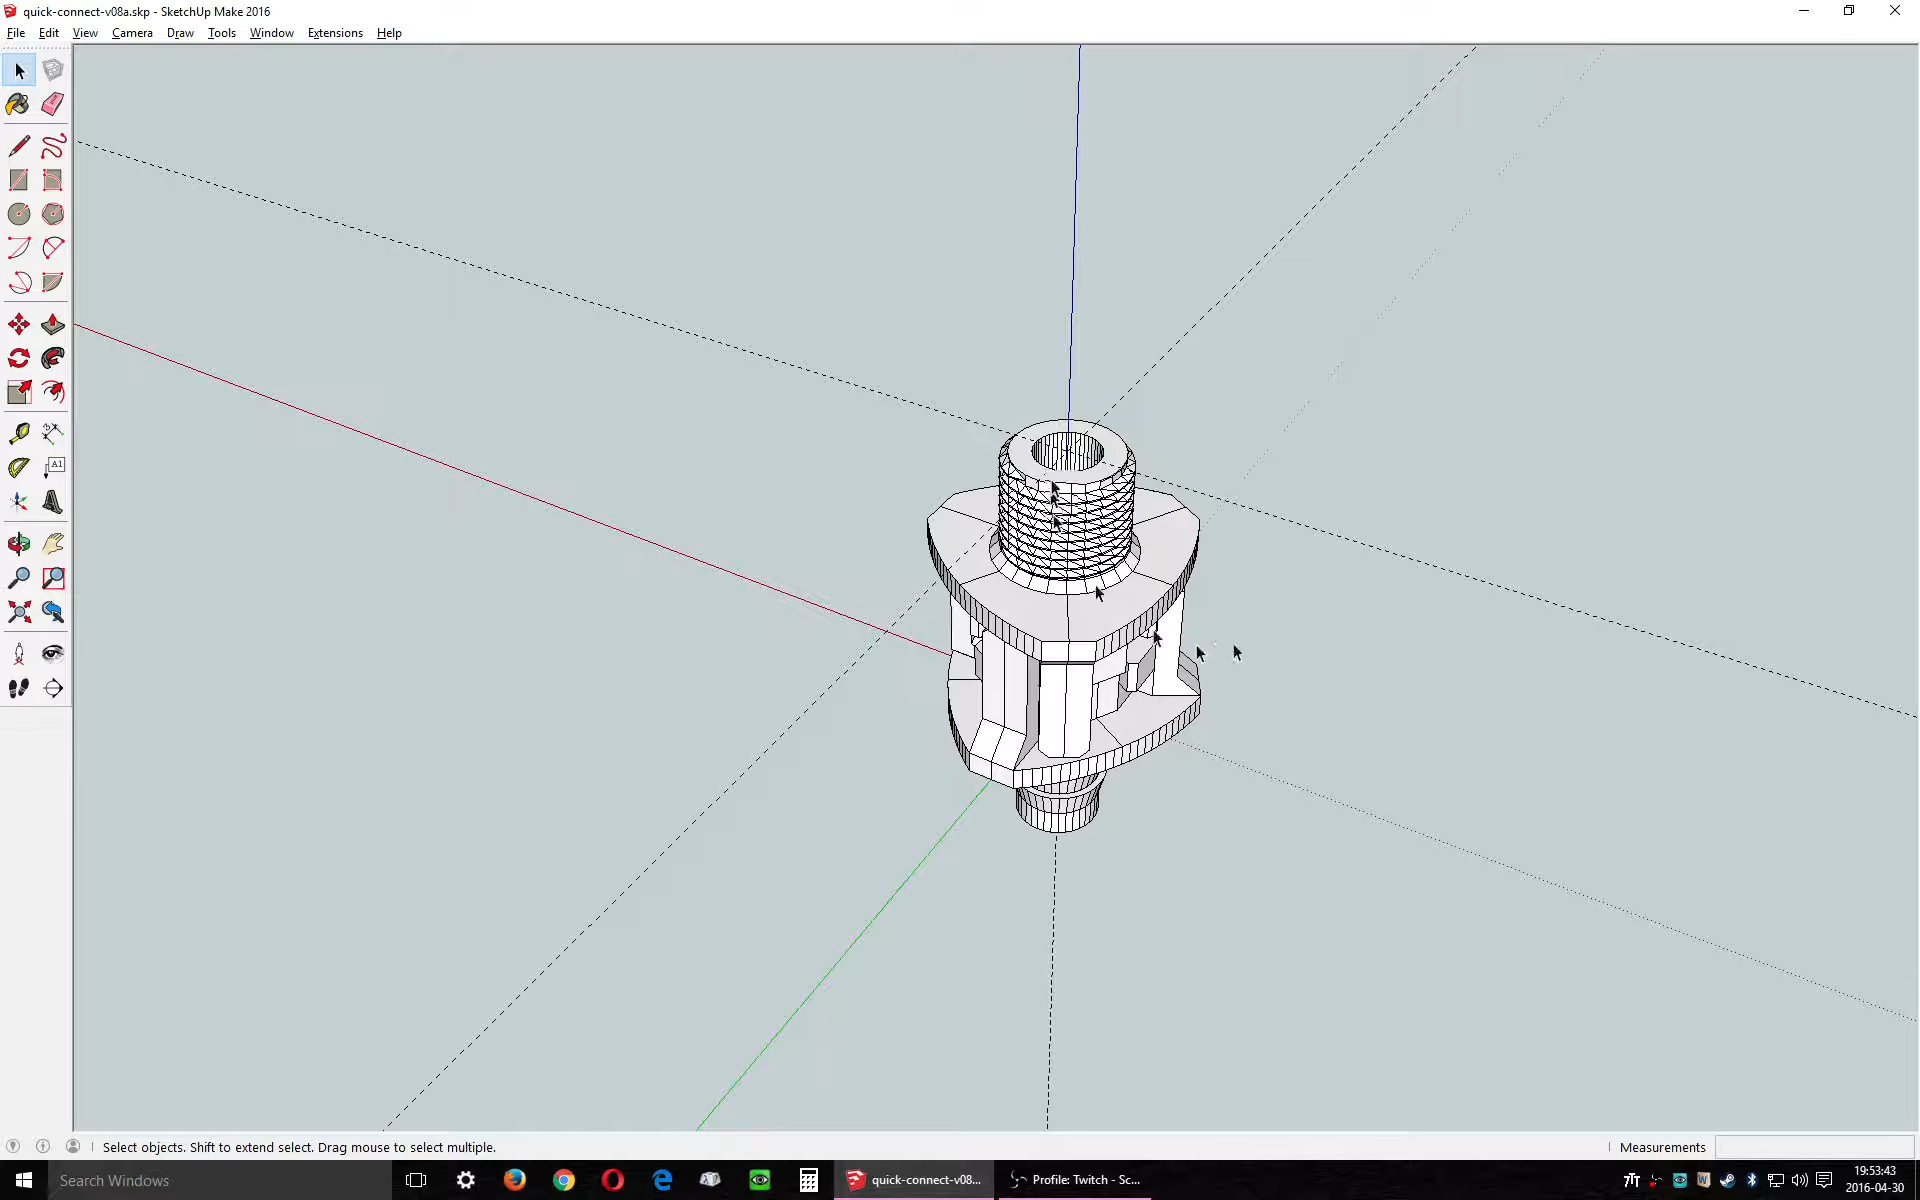 quick-connect-v08a.skp - SketchUp Make 2016
File Edit View Camera Draw Tools Window Extensions Help
A1
Select objects. Shift to extend select. Drag mouse to select multiple.
Measurements
Search Windows
quick-connect-v08...
Profile: Twitch - Sc...
19:53:43
2016-04-30